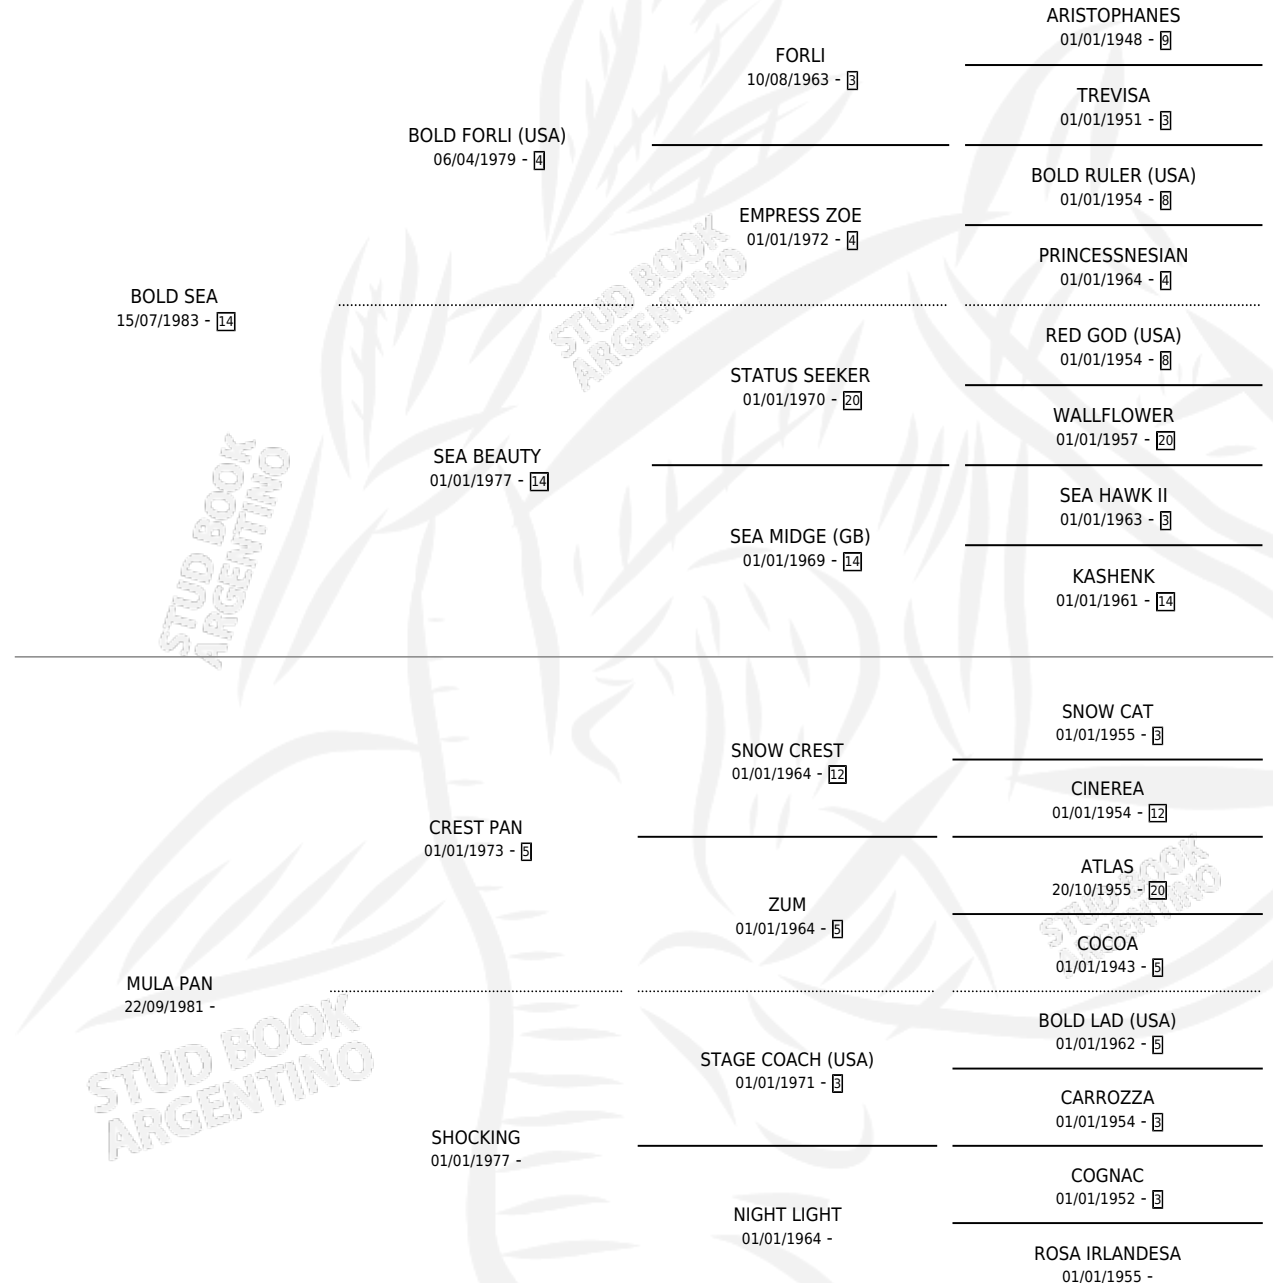 ARISTOPHANES
01/01/1948 - 9
FORLI
10/08/1963 - 3
TREVISA
01/01/1951 - 3
BOLD FORLI (USA)
06/04/1979 - 4
BOLD RULER (USA)
01/01/1954 - 8
EMPRESS ZOE
01/01/1972 - 4
PRINCESSNESIAN
01/01/1964 - 4
BOLD SEA
15/07/1983 - 14
RED GOD (USA)
01/01/1954 - 8
STATUS SEEKER
01/01/1970 - 20
WALLFLOWER
01/01/1957 - 20
SEA BEAUTY
01/01/1977 - 14
SEA HAWK II
01/01/1963 - 3
SEA MIDGE (GB)
01/01/1969 - 14
KASHENK
01/01/1961 - 14
SNOW CAT
01/01/1955 - 3
SNOW CREST
01/01/1964 - 12
CINEREA
01/01/1954 - 12
CREST PAN
01/01/1973 - 5
ATLAS
20/10/1955 - 20
ZUM
01/01/1964 - 5
COCOA
01/01/1943 - 5
MULA PAN
22/09/1981 -
BOLD LAD (USA)
01/01/1962 - 5
STAGE COACH (USA)
01/01/1971 - 3
CARROZZA
01/01/1954 - 3
SHOCKING
01/01/1977 -
COGNAC
01/01/1952 - 3
NIGHT LIGHT
01/01/1964 -
ROSA IRLANDESA
01/01/1955 -
STUD BOOK
ARGENTINO
STUD BOOK
ARGENTINO
STUD BOOK
ARGENTINO
STUD BOOK
ARGENTINO